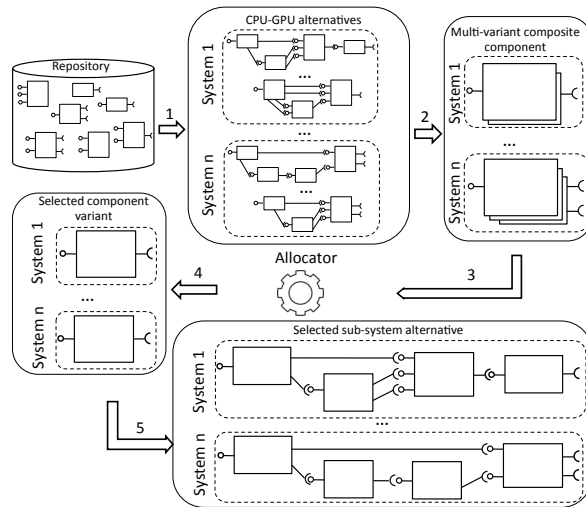 CPU-GPU alternatives
Repository
System 1
...
...
System n
...
1
2
Multi-variant composite
component
System 1
...
System n
Selected component
variant
System 1
...
System n
Allocator
3
4
5
Selected sub-system alternative
System 1
...
System n